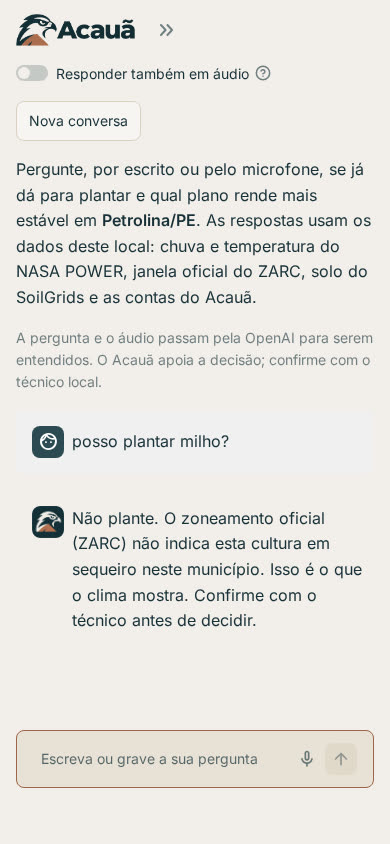 Acauã
Responder também em áudio
Nova conversa
Pergunte, por escrito ou pelo microfone, se já
dá para plantar e qual plano rende mais
estável em Petrolina/PE. As respostas usam os
dados deste local: chuva e temperatura do
NASA POWER, janela oficial do ZARC, solo do
SoilGrids e as contas do Acauã.
A pergunta e o áudio passam pela OpenAI para serem
entendidos. O Acauã apoia a decisão; confirme com o
técnico local.
posso plantar milho?
Não plante. O zoneamento oficial
(ZARC) não indica esta cultura em
sequeiro neste município. Isso é o que
o clima mostra. Confirme com o
técnico antes de decidir.
Escreva ou grave a sua pergunta